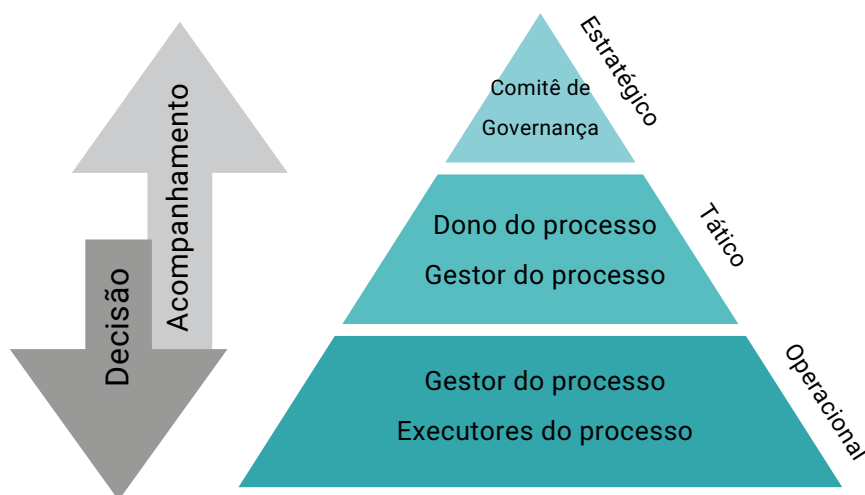 Acompanhamento
Decisão
Comitê de
Governança
Estratégico
Dono do processo
Gestor do processo
Tático
Gestor do processo
Executores do processo
Operacional